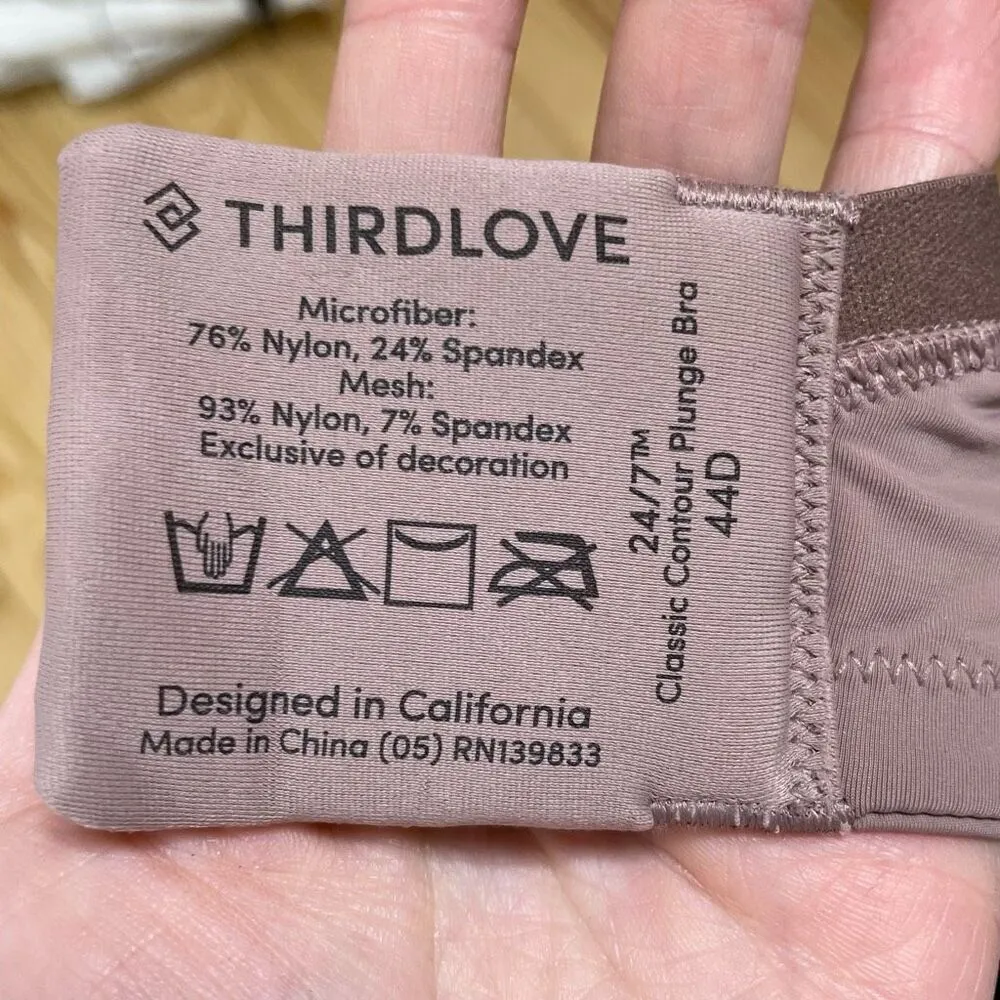 THIRDLOVE
Microfiber:
76% Nylon, 24% Spandex
Mesh:
93% Nylon, 7% Spandex
Exclusive of decoration
Designed in California
Made in China (05) RN139833
24/7™
Classic Contour Plunge Bra
44D